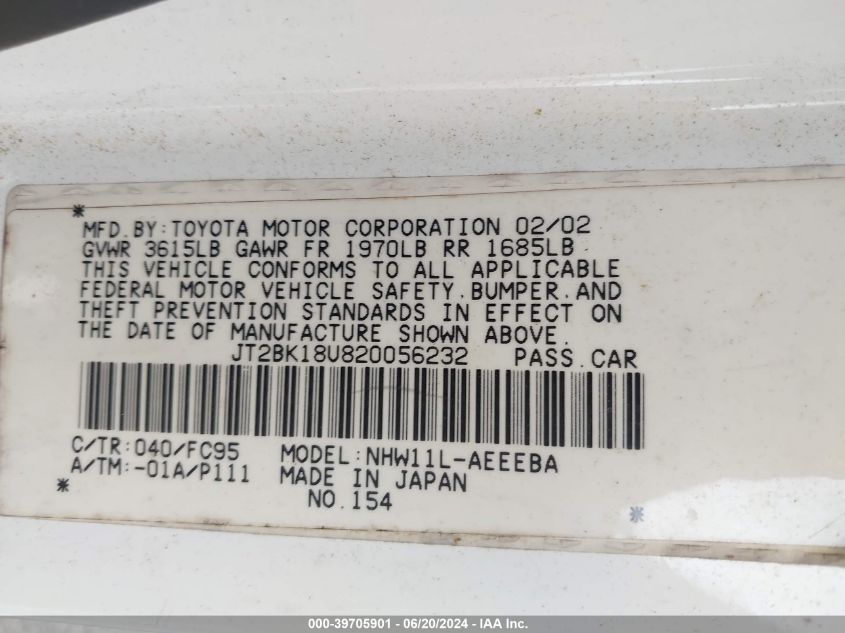 *
MFD. BY: TOYOTA MOTOR CORPORATION 02/02
GVWR 3615LB GAWR FR 1970LB RR 1685LB
THIS VEHICLE CONFORMS TO ALL APPLICABLE
FEDERAL MOTOR VEHICLE SAFETY. BUMPER. AND
THEFT PREVENTION STANDARDS IN EFFECT ON
THE DATE OF MANUFACTURE SHOWN ABOVE.
JT2BK18U820056232 PASS. CAR
C/TR:040/FC95 MODEL:NHW11L-AEEEBA
A/TM:-01A/P111 MADE IN JAPAN
* NO. 154 *
000-39705901 - 06/20/2024 - IAA Inc.